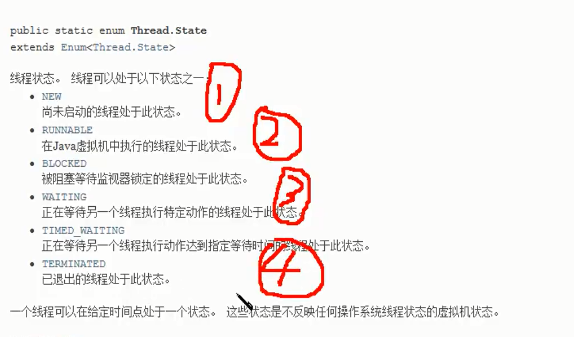 public static enum Thread.State
extends Enum<Thread.State>
线程状态。 线程可以处于以下状态之一：
• NEW
尚未启动的线程处于此状态。
1
• RUNNABLE
在Java虚拟机中执行的线程处于此状态。
2
• BLOCKED
被阻塞等待监视器锁定的线程处于此状态。
• WAITING
正在等待另一个线程执行特定动作的线程处于此状态。
3
• TIMED_WAITING
正在等待另一个线程执行动作达到指定等待时间的线程处于此状态。
• TERMINATED
已退出的线程处于此状态。
4
一个线程可以在给定时间点处于一个状态。 这些状态是不反映任何操作系统线程状态的虚拟机状态。